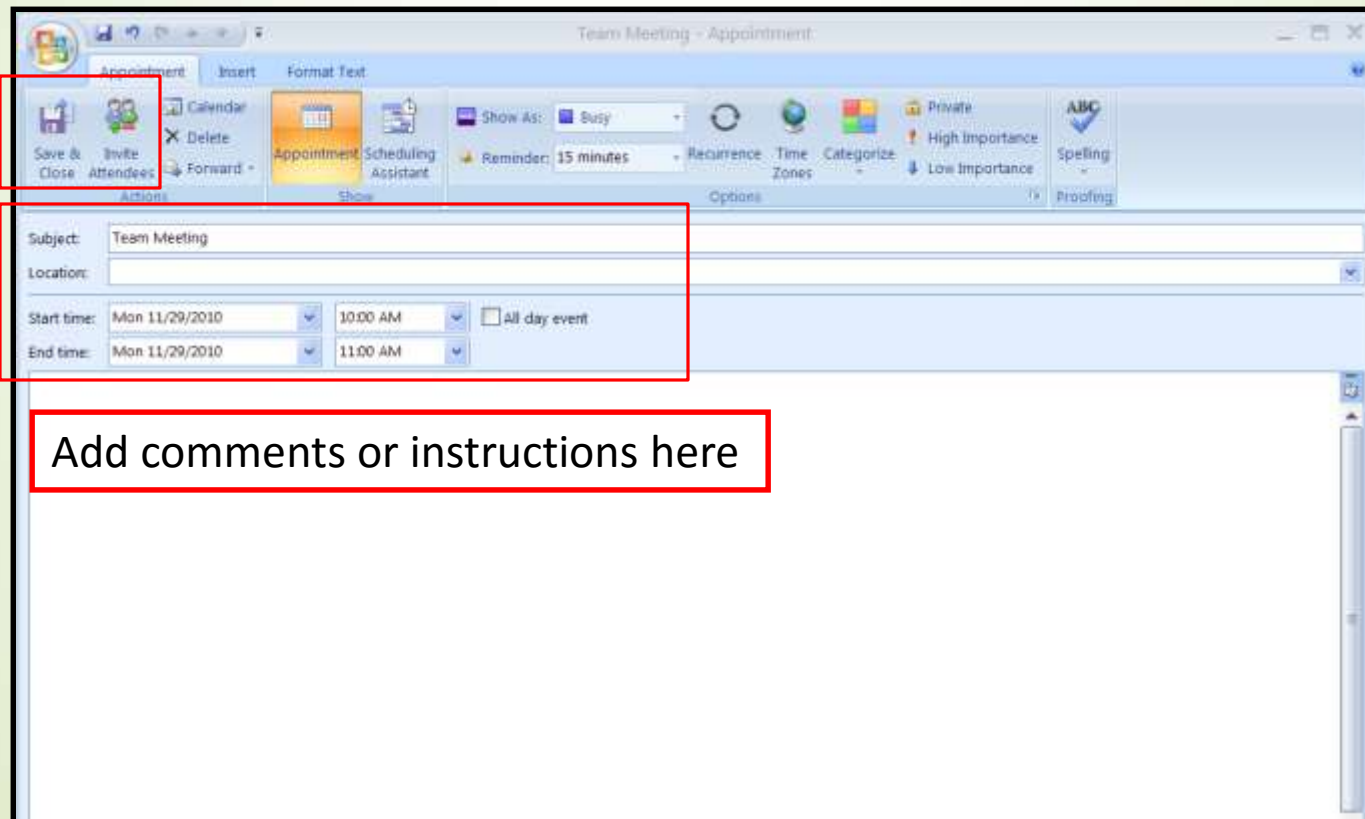 Team Meeting - Appointment
Appointment Insert Format Text
Save & Close
Invite Attendees
Calendar
Delete
Forward
Actions
Appointment
Scheduling Assistant
Show
Show As: Busy
Reminder: 15 minutes
Recurrence
Time Zones
Categorize
Private
High Importance
Low Importance
Options
ABC
Spelling
Proofing
Subject: Team Meeting
Location:
Start time: Mon 11/29/2010 10:00 AM All day event
End time: Mon 11/29/2010 11:00 AM
Add comments or instructions here